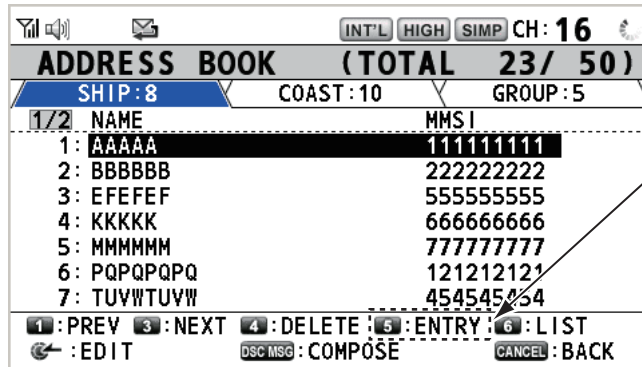 INT'L HIGH SIMP CH: 16
ADDRESS BOOK (TOTAL 23/ 50)
SHIP:8 COAST:10 GROUP:5
1/2 NAME MMSI
1: AAAAA 111111111
2: BBBBBB 222222222
3: EFEFEF 555555555
4: KKKKK 666666666
5: MMMMMM 777777777
6: PQPQPQPQ 121212121
7: TUVWTUVW 454545454
1 :PREV 3 :NEXT 4 :DELETE 5 :ENTRY 6 :LIST
:EDIT DSC MSG :COMPOSE CANCEL :BACK